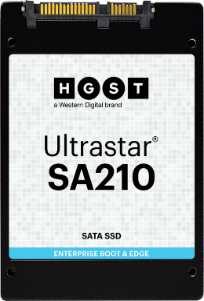 HGST
a Western Digital brand
Ultrastar®
SA210
SATA SSD
ENTERPRISE BOOT & EDGE